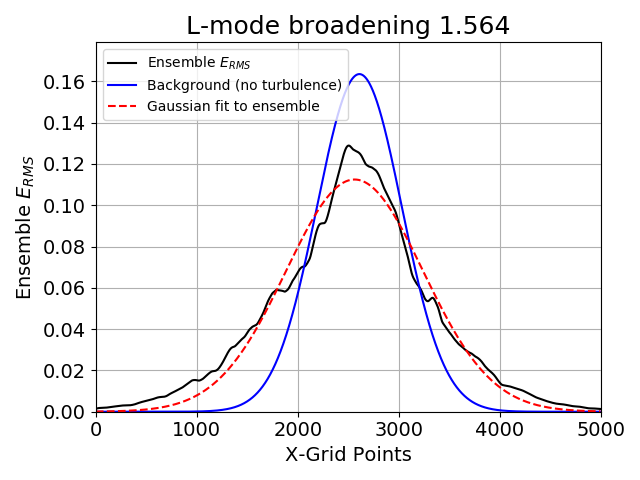 L-mode broadening 1.564
Ensemble E_RMS
Background (no turbulence)
Gaussian fit to ensemble
Ensemble E_RMS
0.16
0.14
0.12
0.10
0.08
0.06
0.04
0.02
0.00
0 1000 2000 3000 4000 5000
X-Grid Points